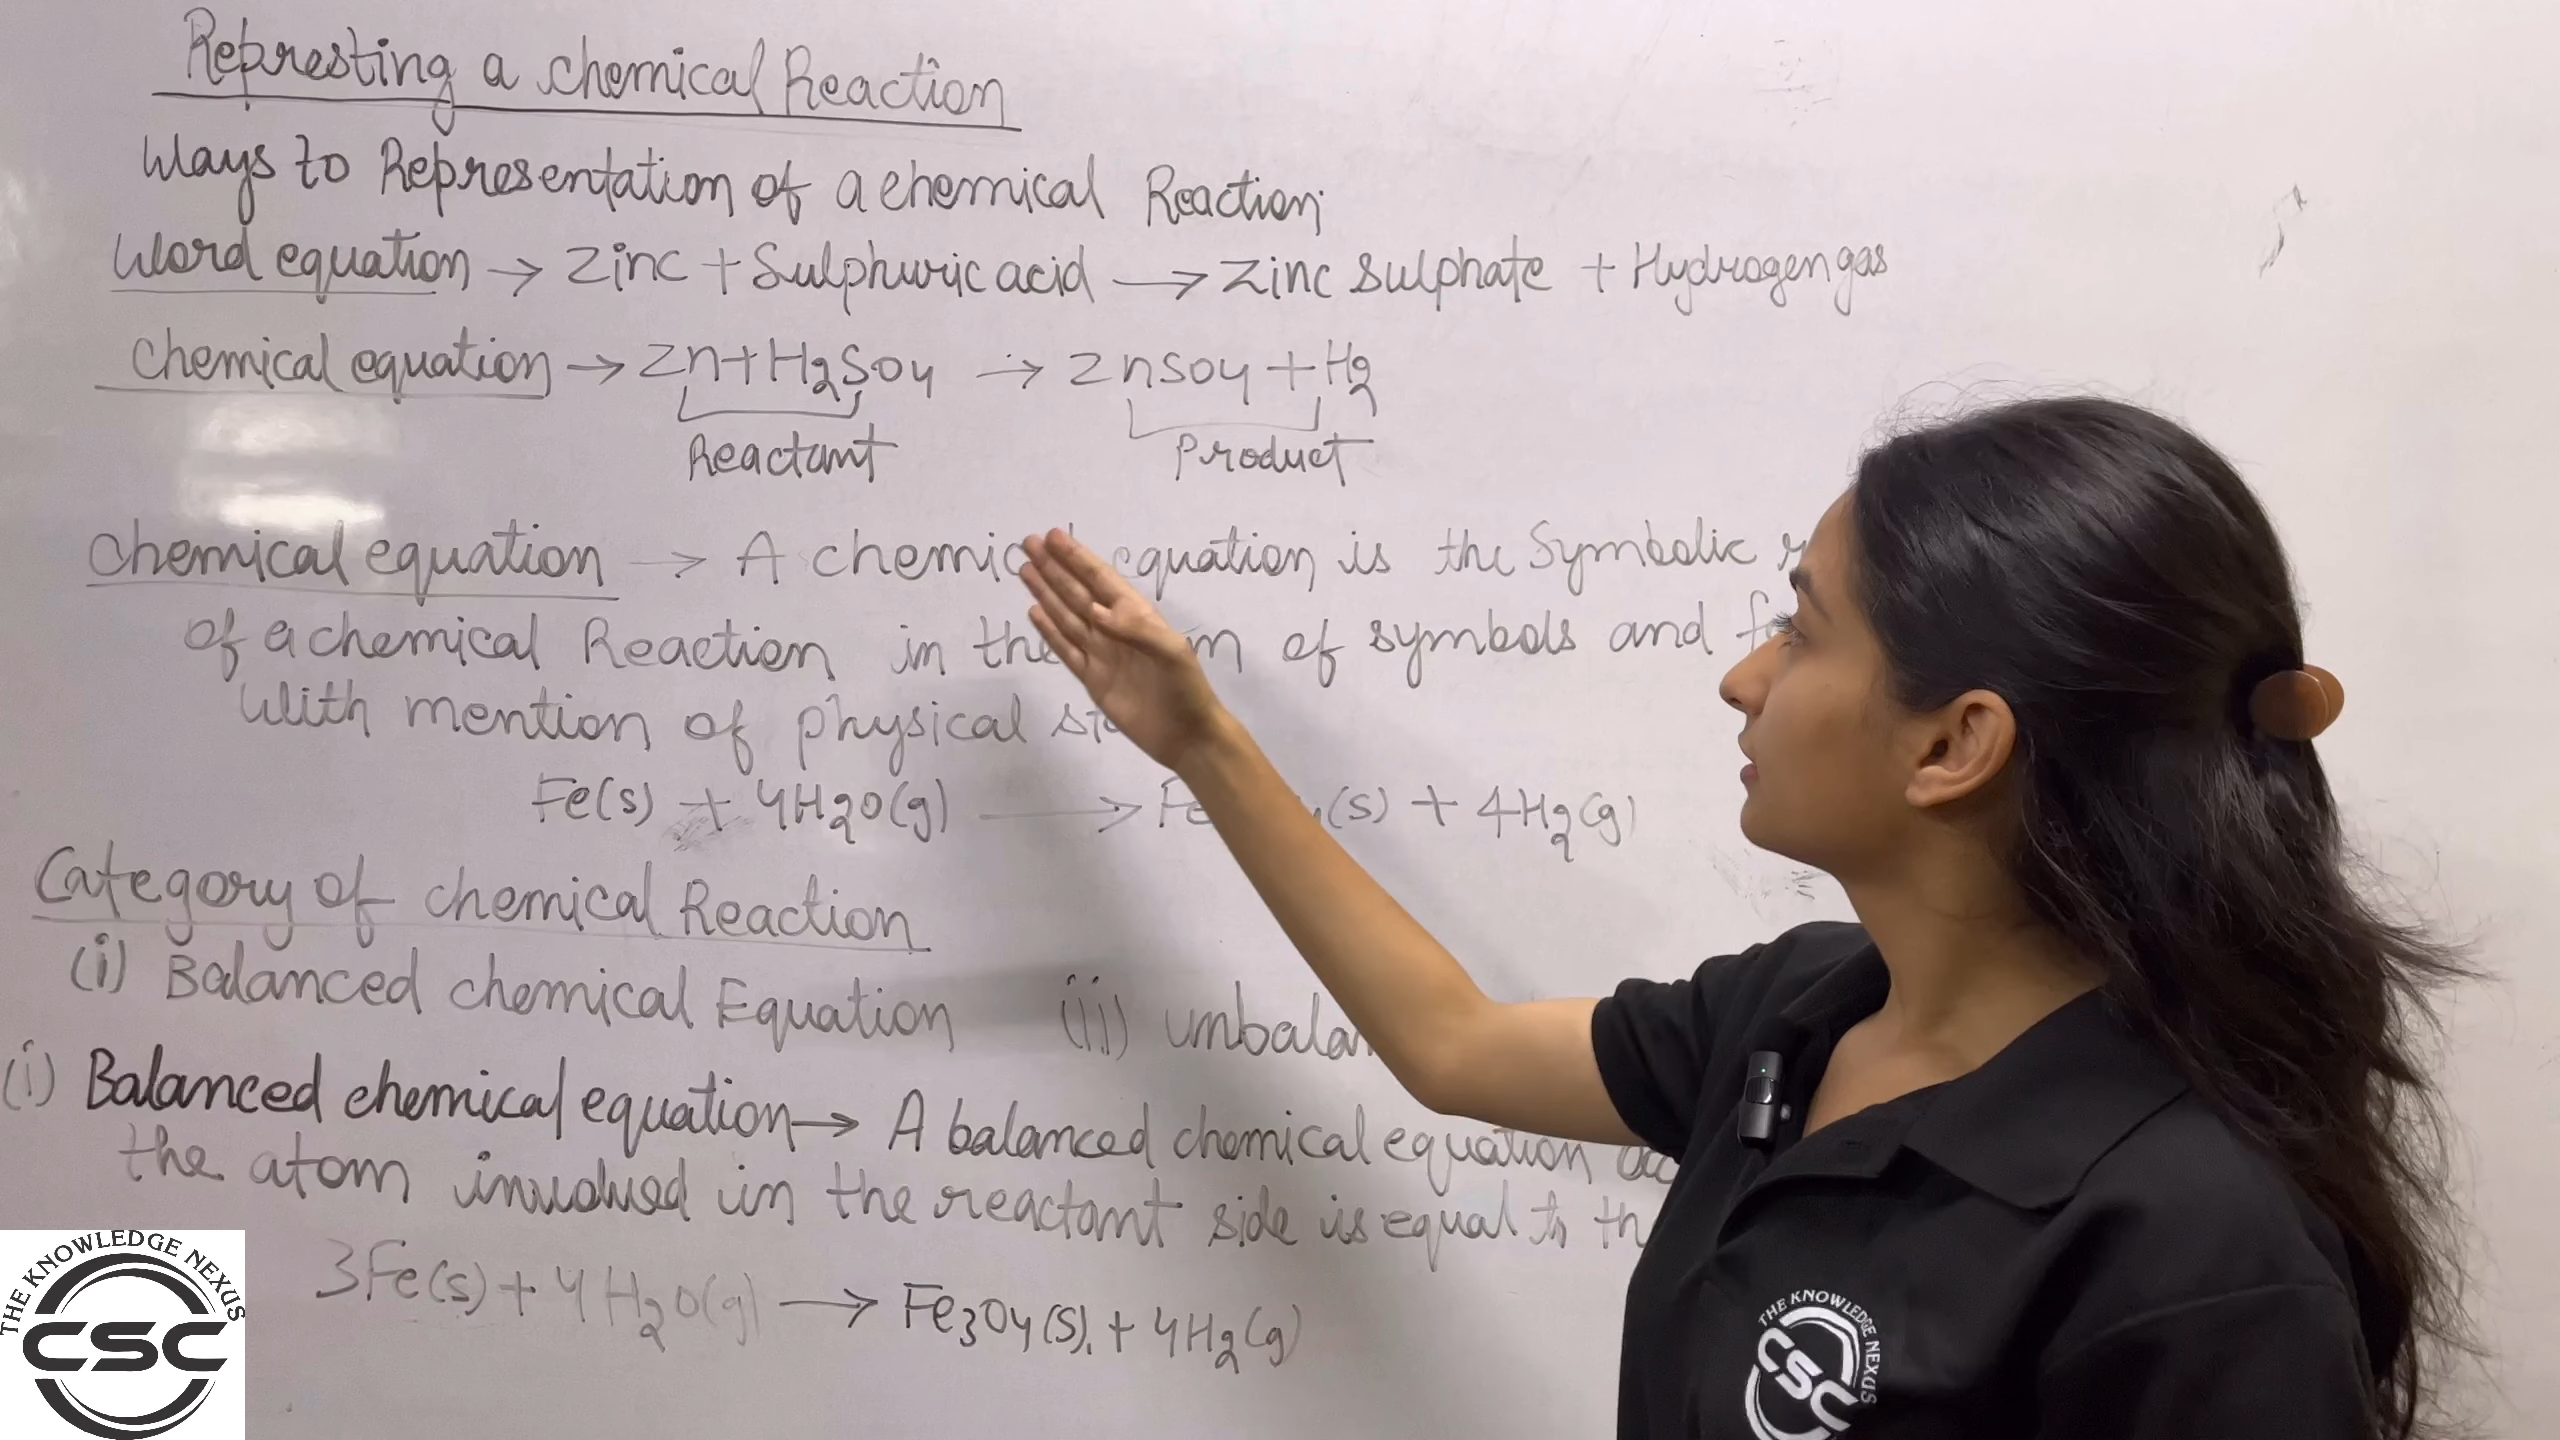 Represting a chemical Reaction
Ways to Representation of a chemical Reaction
Word equation → Zinc + Sulphuric acid → Zinc Sulphate + Hydrogen gas
Chemical equation → Zn + H2SO4 → ZnSO4 + H2
Reactant Product
Chemical equation → A equation is the Symbolic
of a chemical Reaction in the of symbols and
With mention of physical
Fe(s) + 4H2O(g) → (s) + 4H2(g)
Category of chemical Reaction
(i) Balanced chemical Equation (ii)
(i) Balanced chemical equation → A balanced chemical equation
the atom involved in the reactant side is equal to
3Fe(s) + 4H2O(g) → Fe3O4(s) + 4H2(g)
THE KNOWLEDGE NEXUS
CSC
THE KNOWLEDGE NEXUS
CSC